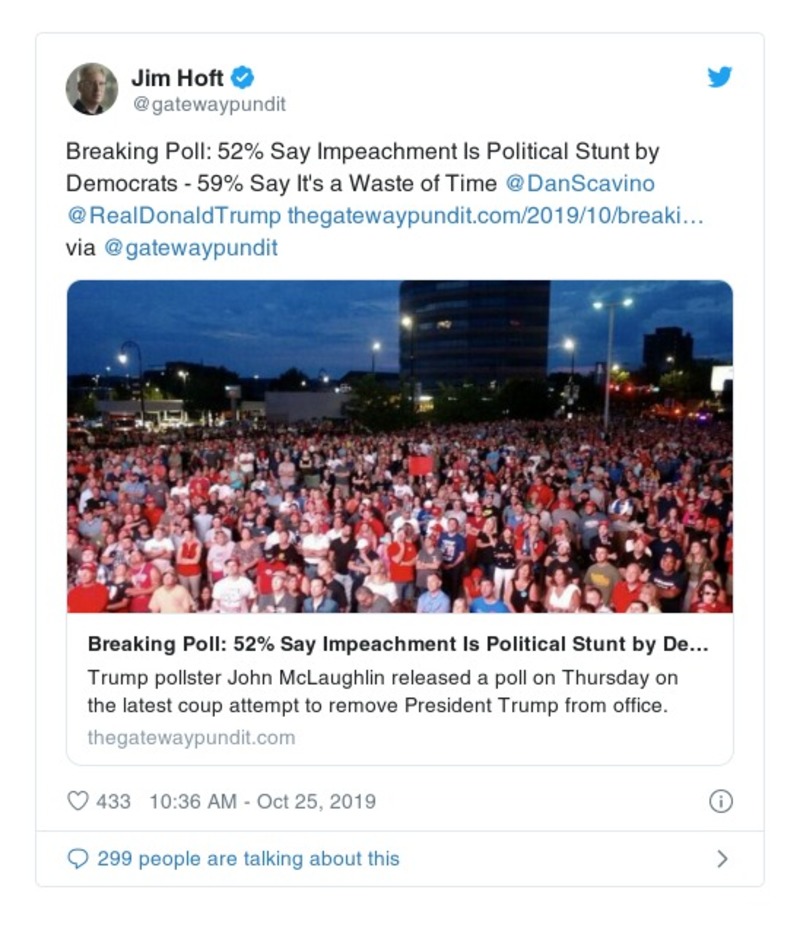 Jim Hoft
@gatewaypundit
Breaking Poll: 52% Say Impeachment Is Political Stunt by
Democrats - 59% Say It's a Waste of Time @DanScavino
@RealDonaldTrump thegatewaypundit.com/2019/10/breaki…
via @gatewaypundit
Breaking Poll: 52% Say Impeachment Is Political Stunt by De…
Trump pollster John McLaughlin released a poll on Thursday on
the latest coup attempt to remove President Trump from office.
thegatewaypundit.com
433 10:36 AM - Oct 25, 2019
299 people are talking about this